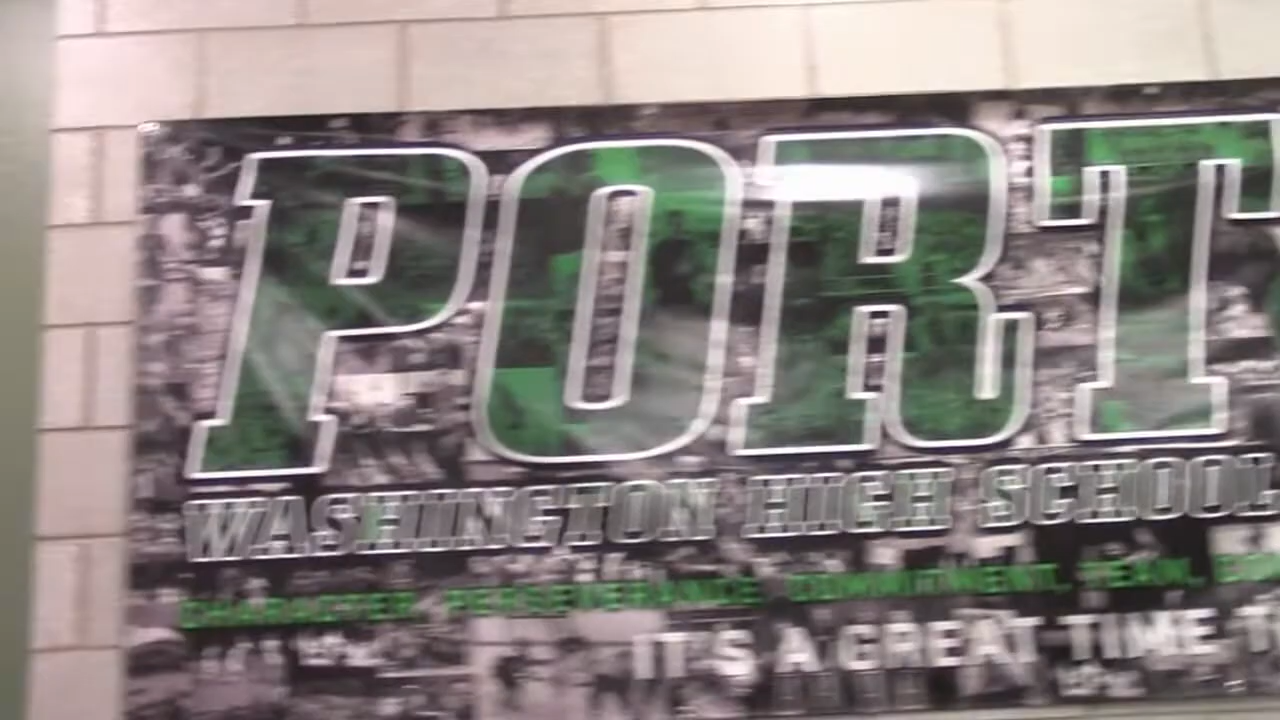 PORT
WASHINGTON HIGH SCHOOL
CHARACTER. PERSEVERANCE. COMMITMENT. TEAM.
IT'S A GREAT TIME